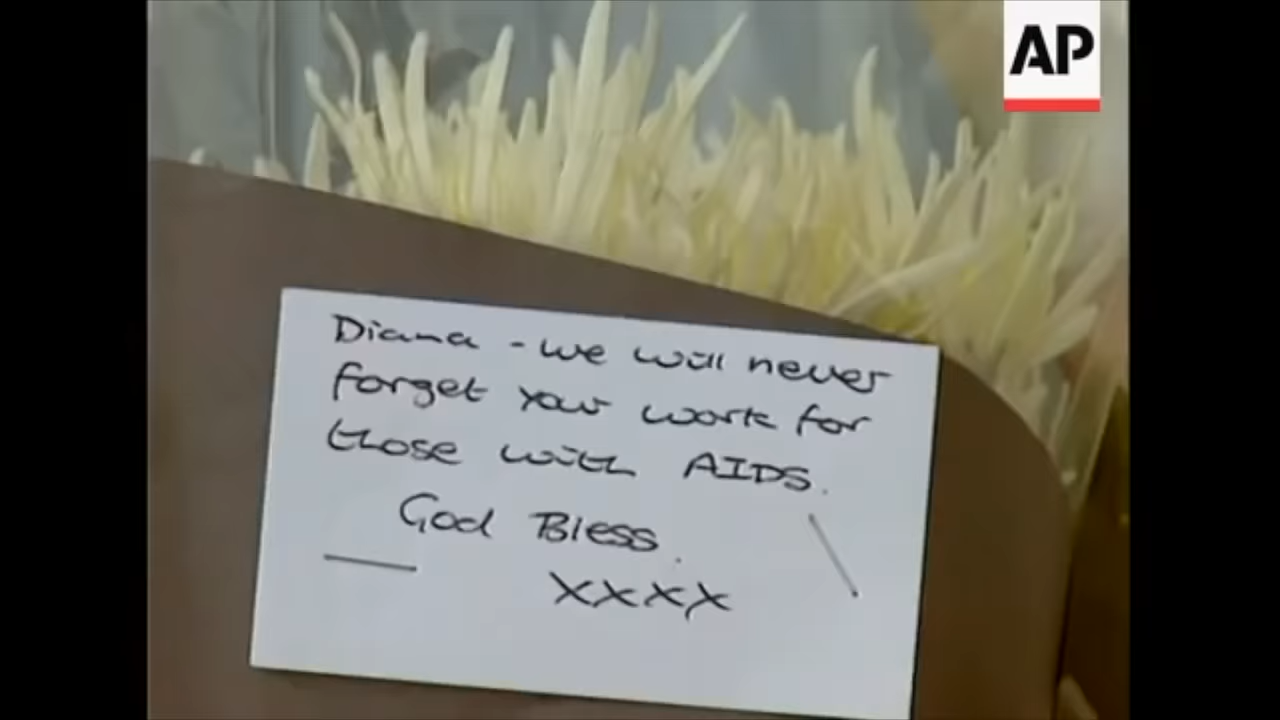 AP
Diana - we will never
forget your work for
those with AIDS.
God Bless.
xxxx